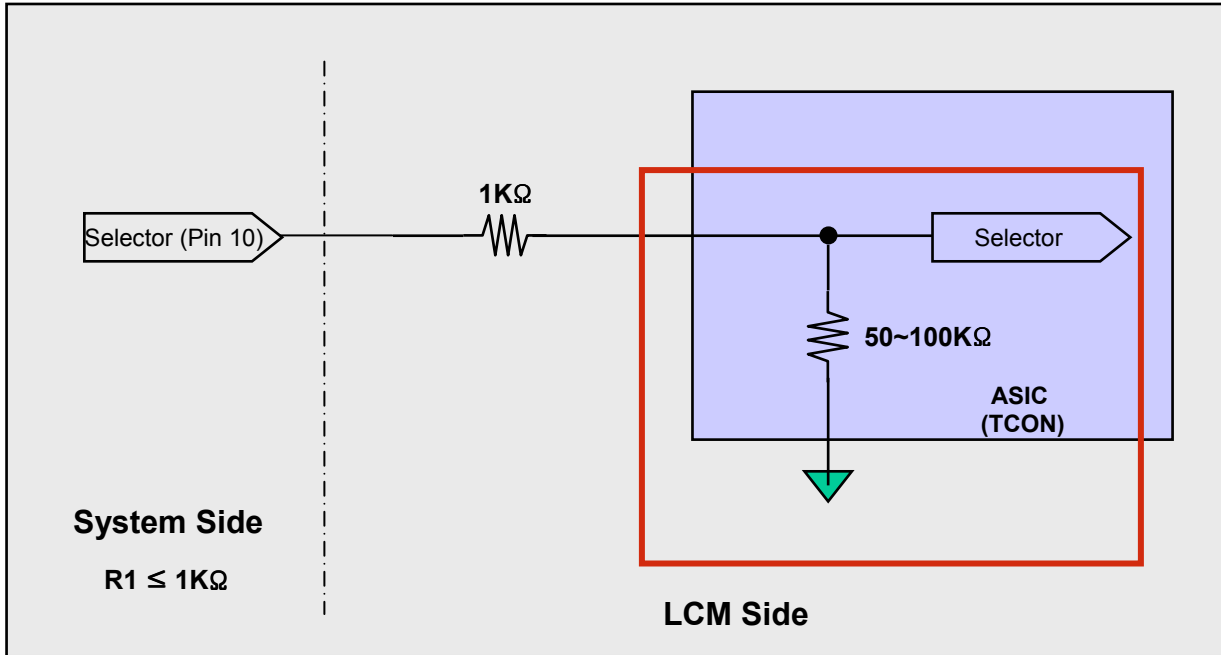 1KΩ
Selector (Pin 10)
Selector
50~100KΩ
ASIC
(TCON)
System Side
R1 ≤ 1KΩ
LCM Side